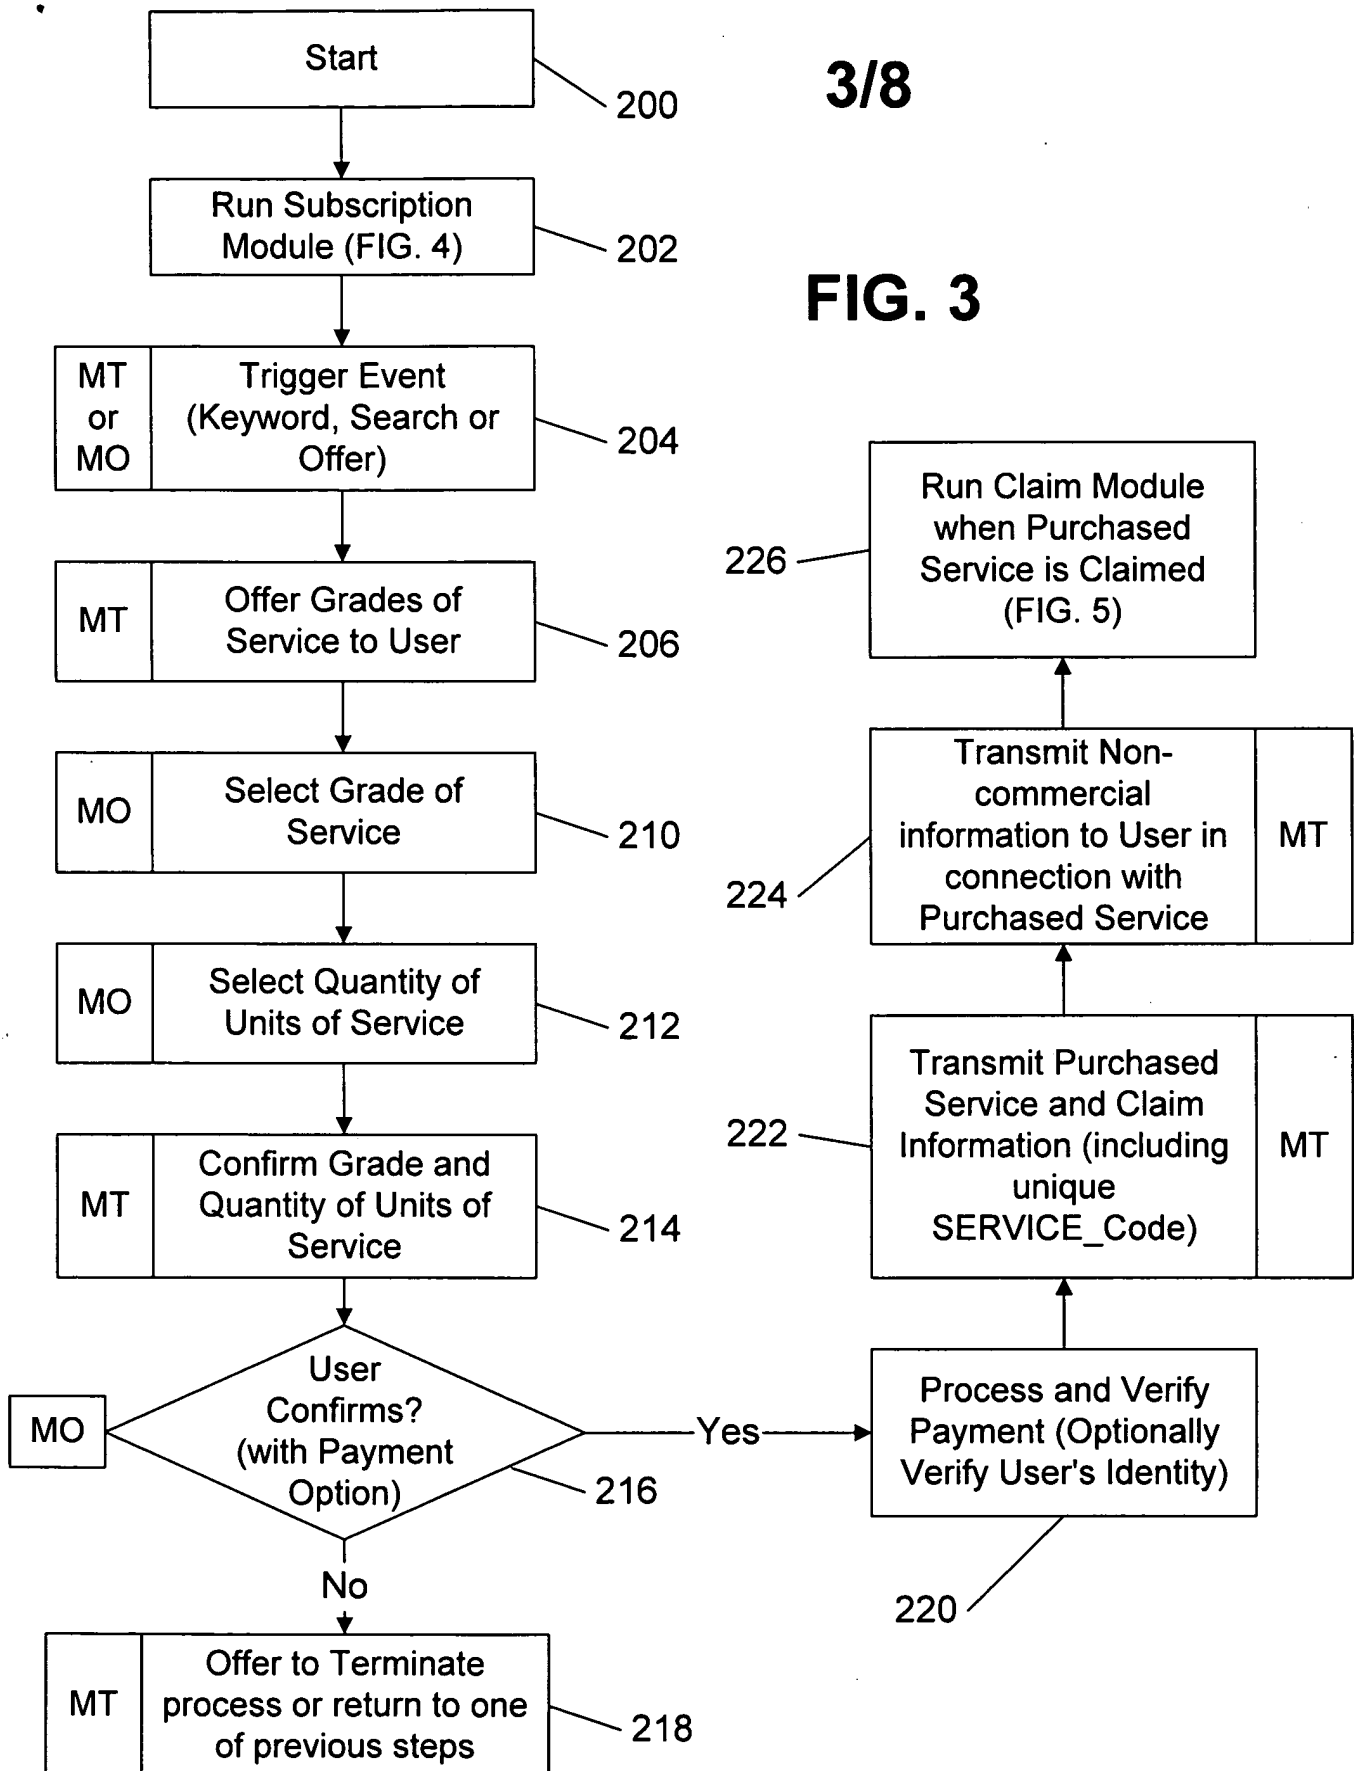 Start
200
3/8
Run Subscription
Module (FIG. 4)
202
FIG. 3
MT
or
MO
Trigger Event
(Keyword, Search or
Offer)
204
MT
Offer Grades of
Service to User
206
MO
Select Grade of
Service
210
MO
Select Quantity of
Units of Service
212
MT
Confirm Grade and
Quantity of Units of
Service
214
MO
User
Confirms?
(with Payment
Option)
216
Yes
No
MT
Offer to Terminate
process or return to one
of previous steps
218
Process and Verify
Payment (Optionally
Verify User's Identity)
220
Transmit Purchased
Service and Claim
Information (including
unique
SERVICE_Code)
MT
222
Transmit Non-
commercial
information to User in
connection with
Purchased Service
MT
224
Run Claim Module
when Purchased
Service is Claimed
(FIG. 5)
226